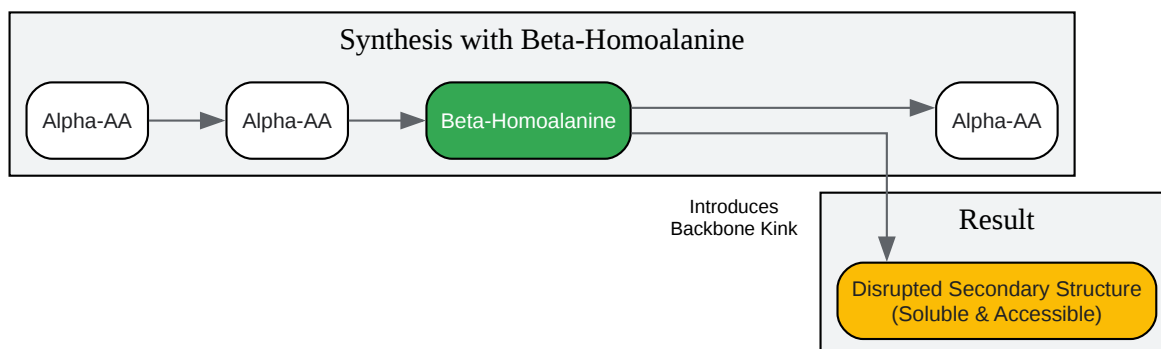 Synthesis with Beta-Homoalanine
Alpha-AA
Alpha-AA
Beta-Homoalanine
Alpha-AA
Introduces
Backbone Kink
Result
Disrupted Secondary Structure
(Soluble & Accessible)